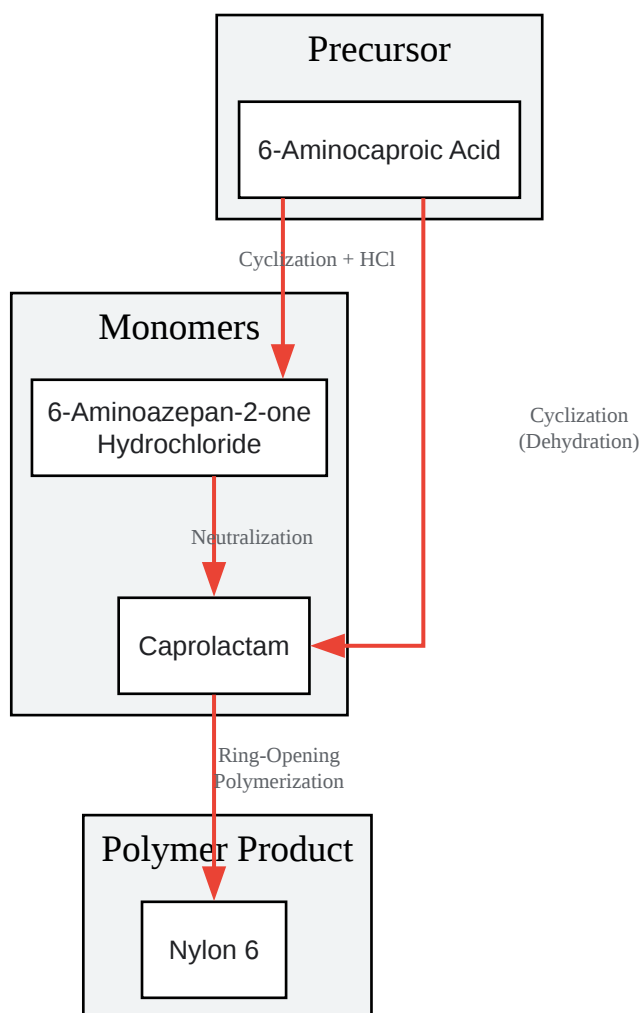 Precursor
6-Aminocaproic Acid
Cyclization + HCl
Monomers
6-Aminoazepan-2-one
Hydrochloride
Cyclization
(Dehydration)
Neutralization
Caprolactam
Ring-Opening
Polymerization
Polymer Product
Nylon 6